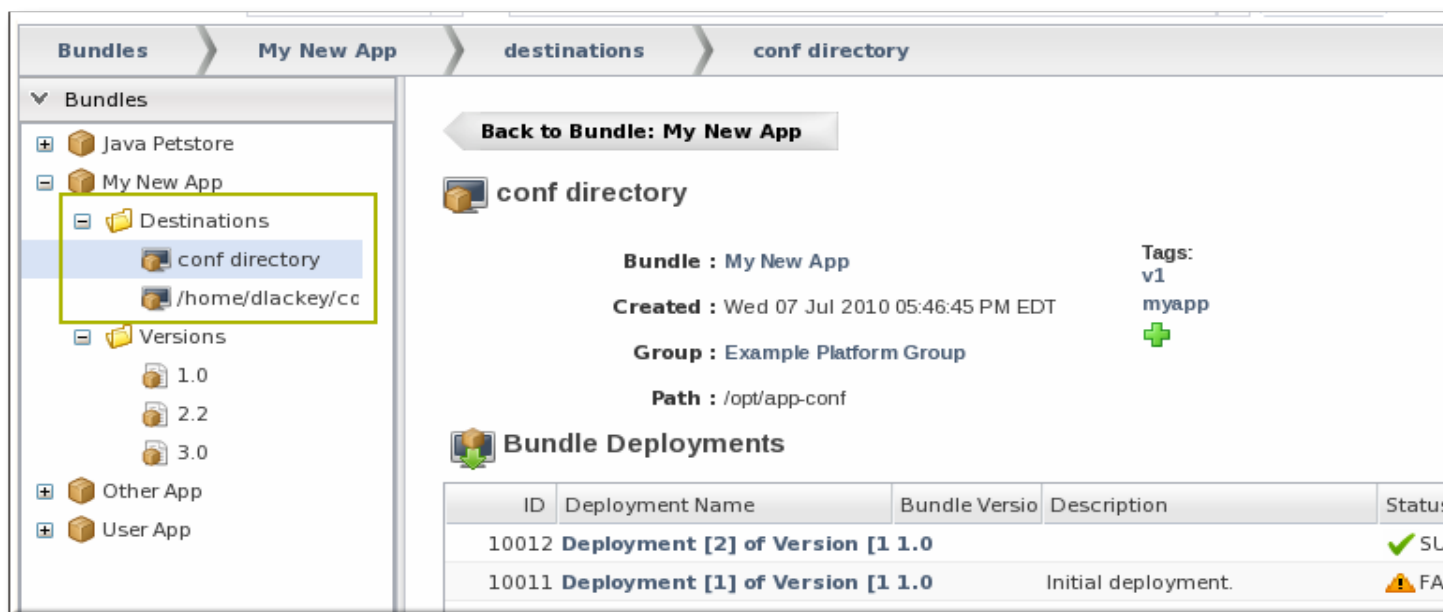 Bundles My New App destinations conf directory
Bundles
Java Petstore
My New App
Destinations
conf directory
/home/dlackey/cc
Versions
1.0
2.2
3.0
Other App
User App
Back to Bundle: My New App
conf directory
Bundle : My New App
Created : Wed 07 Jul 2010 05:46:45 PM EDT
Group : Example Platform Group
Path : /opt/app-conf
Tags:
v1
myapp
Bundle Deployments
ID Deployment Name Bundle Versio Description Status
10012 Deployment [2] of Version [1 1.0 SU
10011 Deployment [1] of Version [1 1.0 Initial deployment. FA